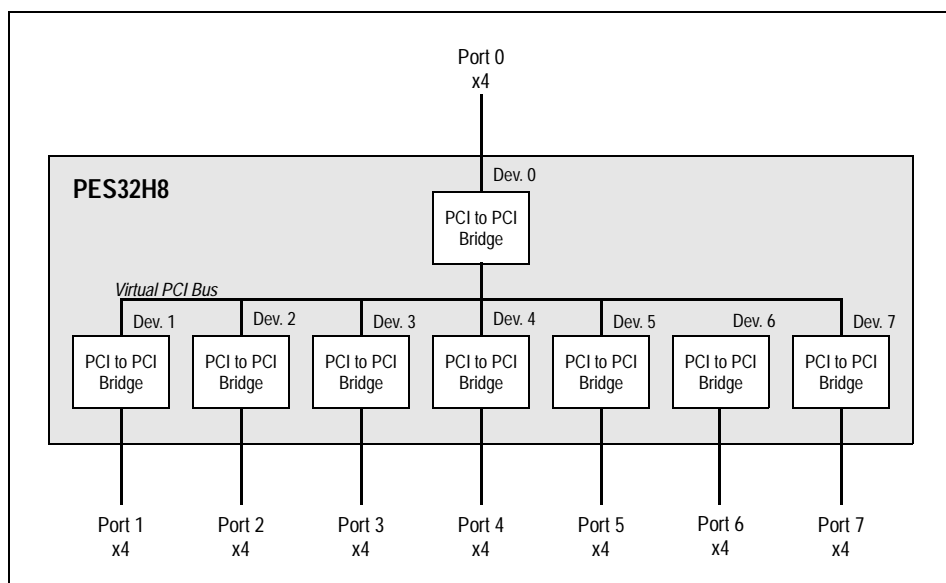 Port 0
x4
Dev. 0
PES32H8
PCI to PCI
Bridge
Virtual PCI Bus
Dev. 1
Dev. 2
Dev. 3
Dev. 4
Dev. 5
Dev. 6
Dev. 7
PCI to PCI
Bridge
PCI to PCI
Bridge
PCI to PCI
Bridge
PCI to PCI
Bridge
PCI to PCI
Bridge
PCI to PCI
Bridge
PCI to PCI
Bridge
Port 1
x4
Port 2
x4
Port 3
x4
Port 4
x4
Port 5
x4
Port 6
x4
Port 7
x4